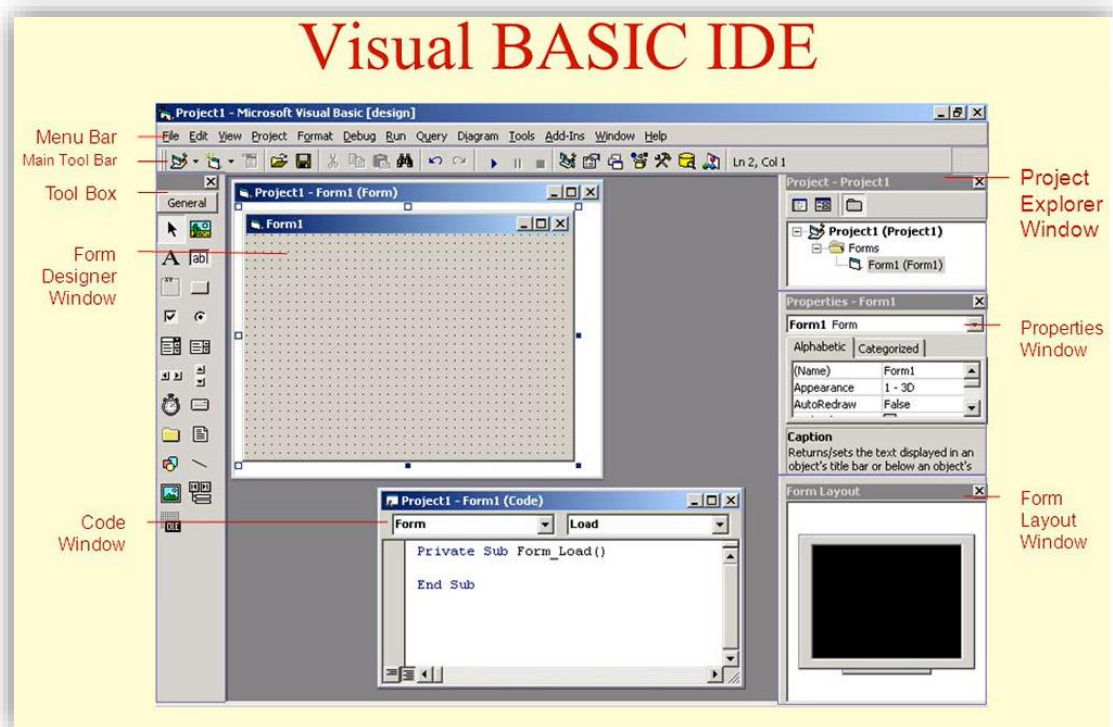 Visual BASIC IDE
Project1 - Microsoft Visual Basic [design]
Menu Bar
File Edit View Project Format Debug Run Query Diagram Tools Add-Ins Window Help
Main Tool Bar
Ln 2, Col 1
Tool Box
General
Project1 - Form1 (Form)
Form1
Form
Designer
Window
Project - Project1
Project
Explorer
Window
Project1 (Project1)
Forms
Form1 (Form1)
Properties - Form1
Form1 Form
Properties
Window
Alphabetic Categorized
(Name) Form1
Appearance 1 - 3D
AutoRedraw False
Caption
Returns/sets the text displayed in an
object's title bar or below an object's
Code
Window
Project1 - Form1 (Code)
Form Load
Private Sub Form_Load()
End Sub
Form Layout
Form
Layout
Window
A
ab
xv
OLE